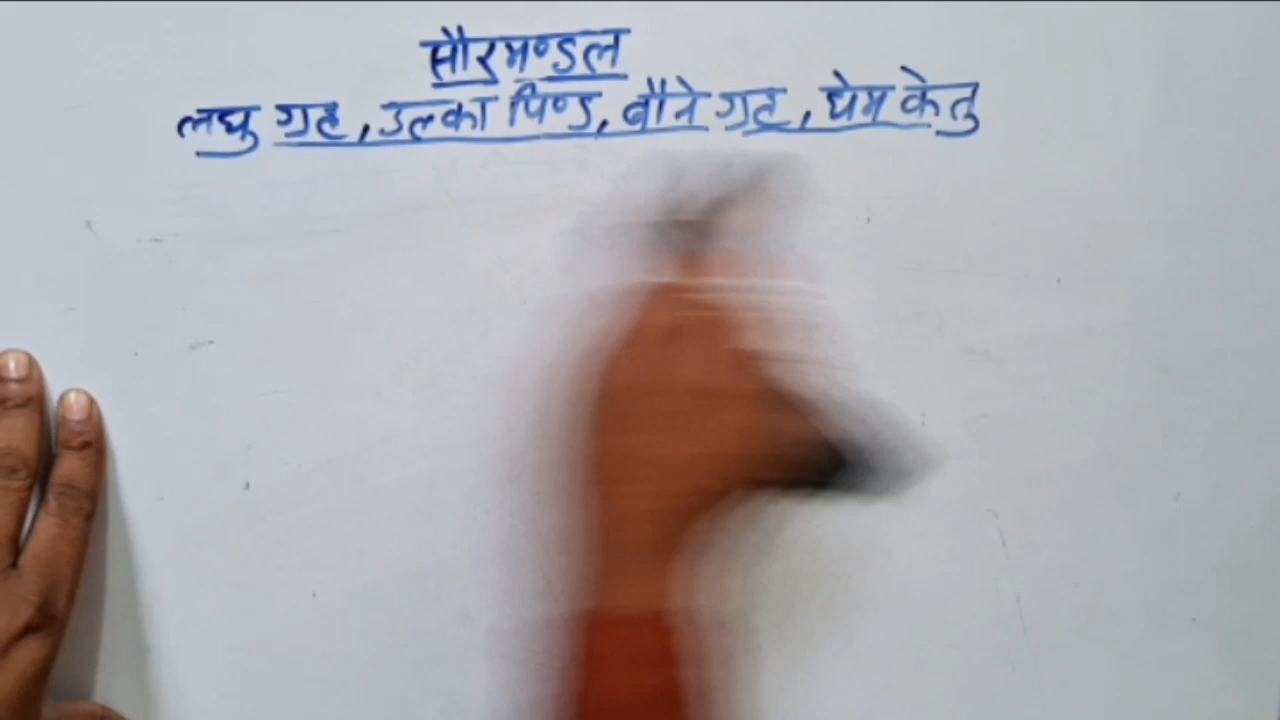 सौरमण्डल
लघु ग्रह, उल्का पिण्ड, बौने ग्रह, घेमकेतु